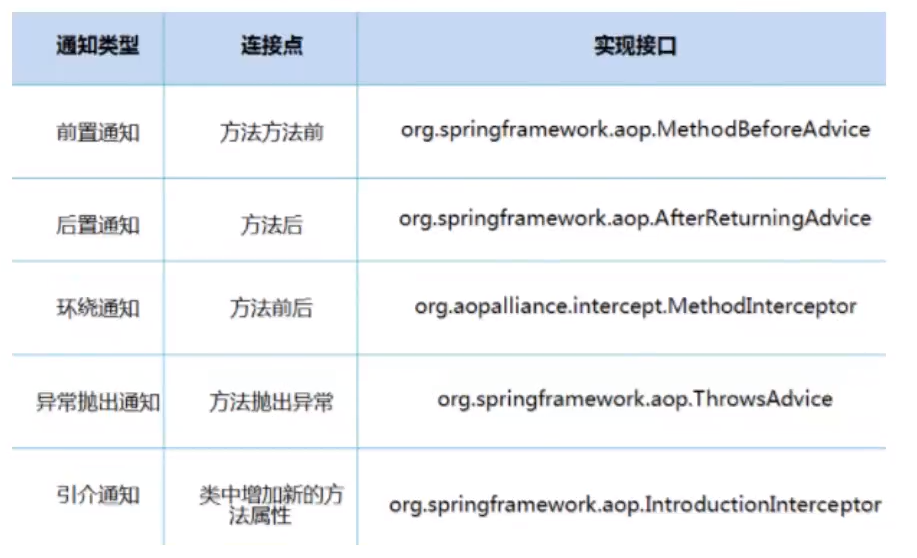 通知类型 连接点 实现接口
前置通知 方法方法前 org.springframework.aop.MethodBeforeAdvice
后置通知 方法后 org.springframework.aop.AfterReturningAdvice
环绕通知 方法前后 org.aopalliance.intercept.MethodInterceptor
异常抛出通知 方法抛出异常 org.springframework.aop.ThrowsAdvice
引介通知 类中增加新的方
法属性 org.springframework.aop.IntroductionInterceptor